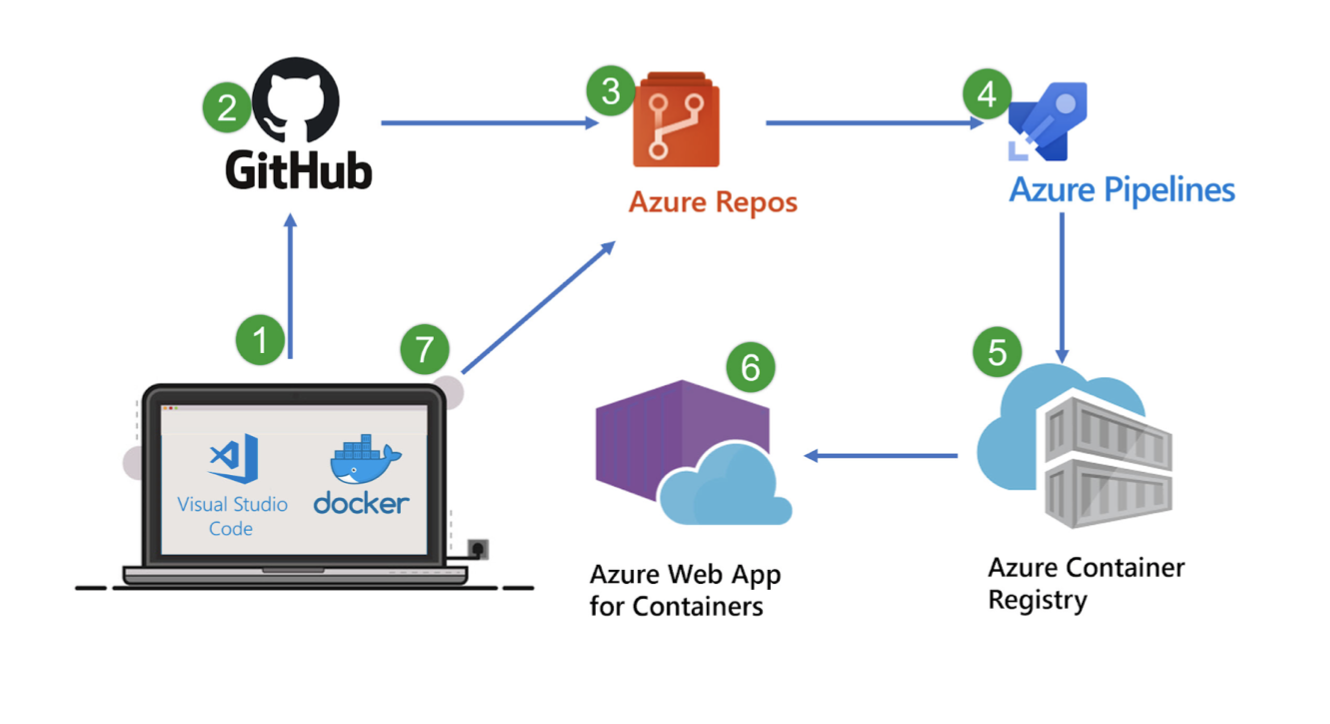 2
GitHub
3
Azure Repos
4
Azure Pipelines
1
7
Visual Studio
Code
docker
6
Azure Web App
for Containers
5
Azure Container
Registry